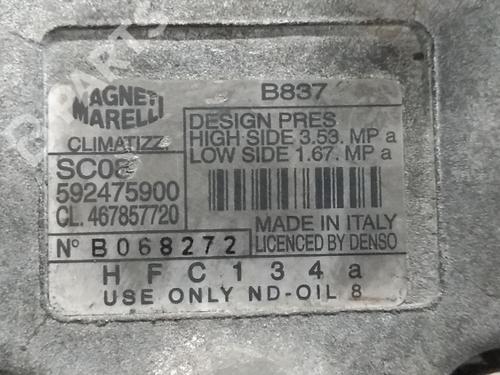 B837
MAGNETI
MARELLI
CLIMATIZZ.
SC08
592475900
CL. 467857720
DESIGN PRES
HIGH SIDE 3.53. MP a
LOW SIDE 1.67. MP a
MADE IN ITALY
LICENCED BY DENSO
N° B068272
HFC134a
USE ONLY ND-OIL 8